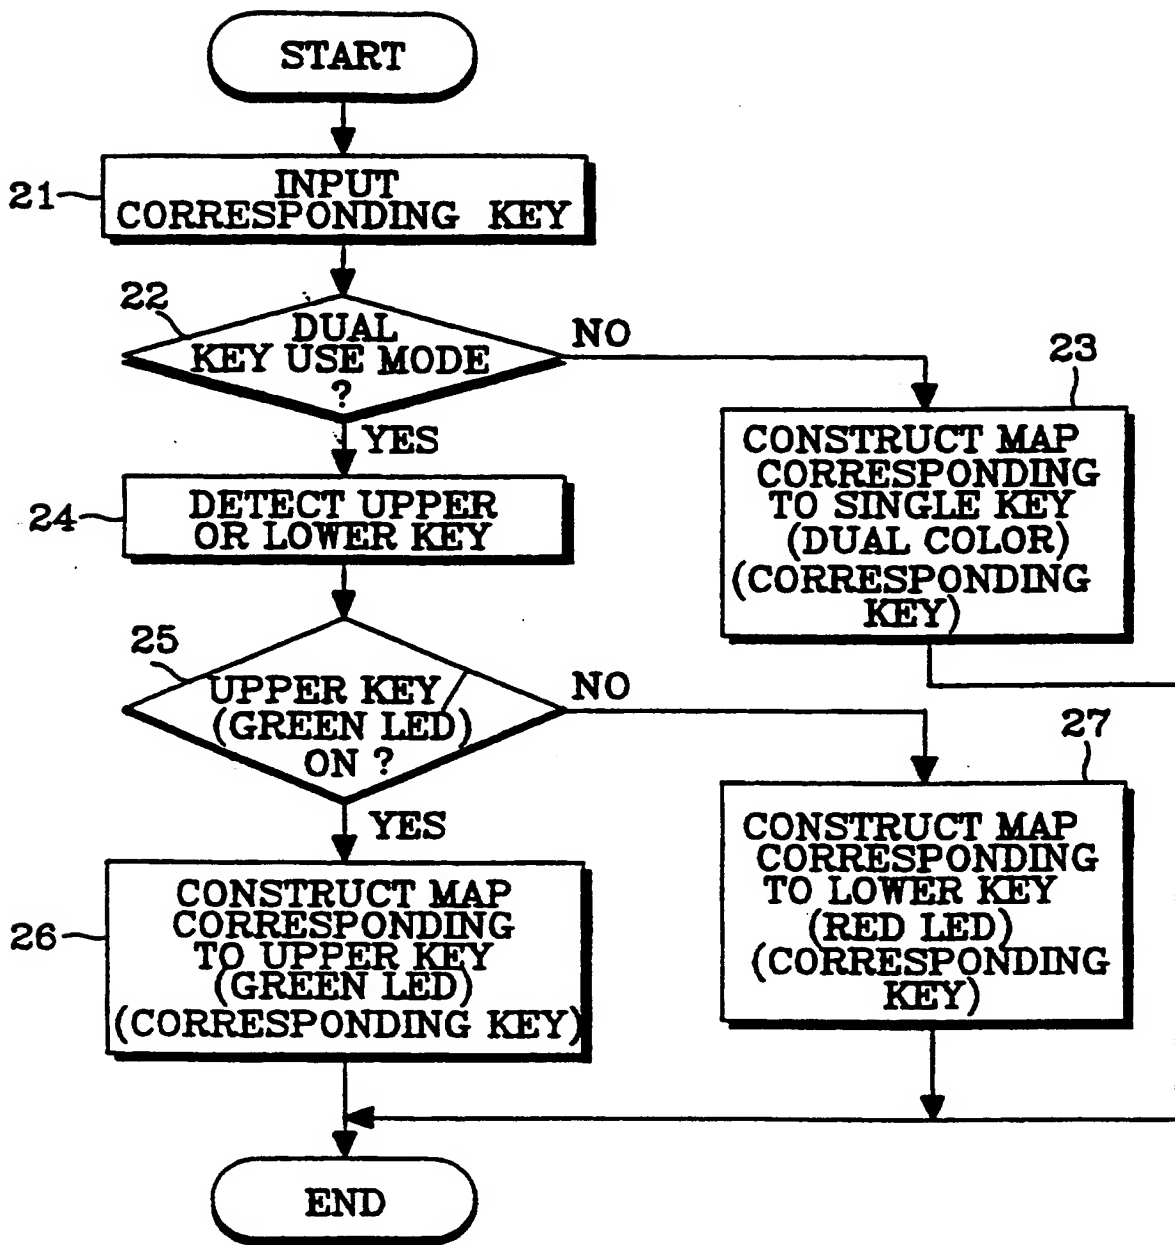 START
21
INPUT
CORRESPONDING KEY
22
DUAL
KEY USE MODE
?
NO
YES
23
CONSTRUCT MAP
CORRESPONDING
TO SINGLE KEY
(DUAL COLOR)
(CORRESPONDING
KEY)
24
DETECT UPPER
OR LOWER KEY
25
UPPER KEY
(GREEN LED)
ON ?
NO
YES
27
CONSTRUCT MAP
CORRESPONDING
TO LOWER KEY
(RED LED)
(CORRESPONDING
KEY)
26
CONSTRUCT MAP
CORRESPONDING
TO UPPER KEY
(GREEN LED)
(CORRESPONDING KEY)
END